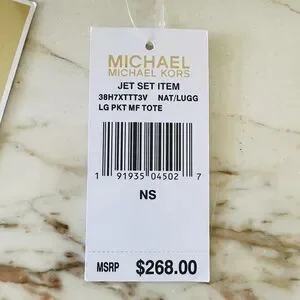 MICHAEL
MICHAEL KORS
JET SET ITEM
38H7XTTT3V NAT/LUGG
LG PKT MF TOTE
1 91935 04502 7
NS
MSRP $268.00